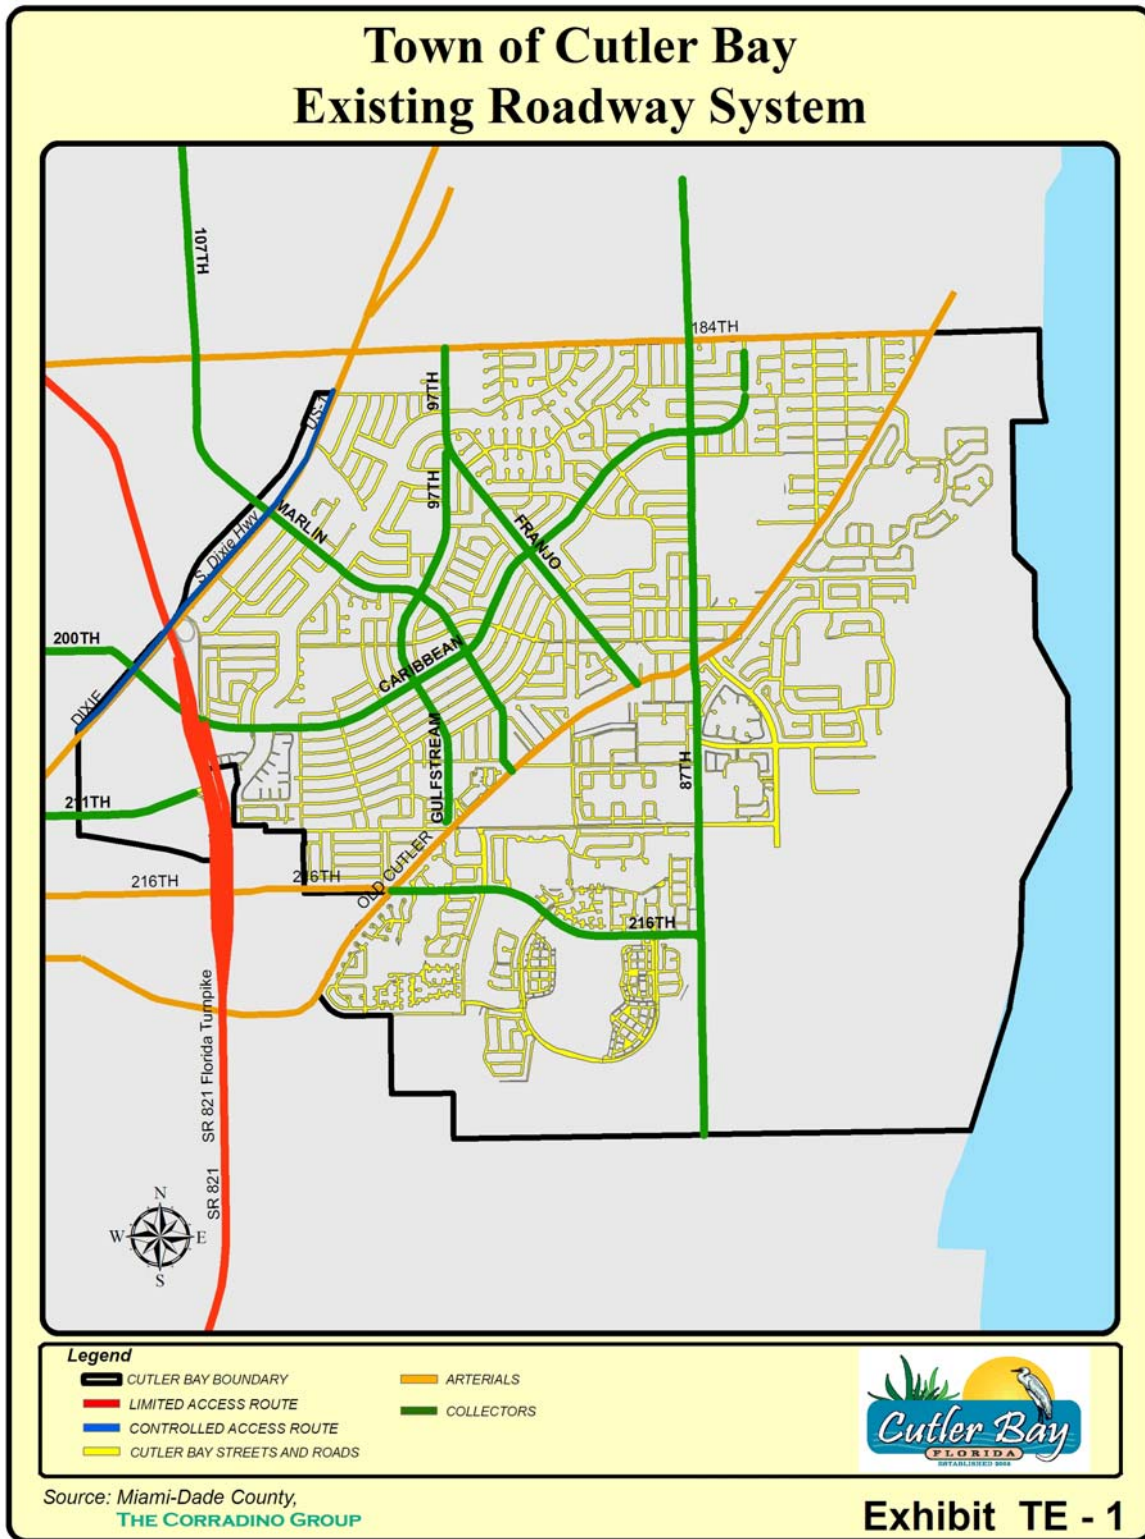 Town of Cutler Bay
Existing Roadway System
107TH
184TH
97TH
US-1
97TH
MARLIN
FRANJO
S. Dixie Hwy
200TH
CARIBBEAN
DIXIE
GULFSTREAM
87TH
211TH
OLD CUTLER
216TH
216TH
216TH
SR 821 Florida Turnpike
SR 821
N
W
E
S
Legend
CUTLER BAY BOUNDARY
ARTERIALS
LIMITED ACCESS ROUTE
COLLECTORS
CONTROLLED ACCESS ROUTE
CUTLER BAY STREETS AND ROADS
Cutler Bay
FLORIDA
ESTABLISHED 2005
Source: Miami-Dade County,
THE CORRADINO GROUP
Exhibit TE - 1